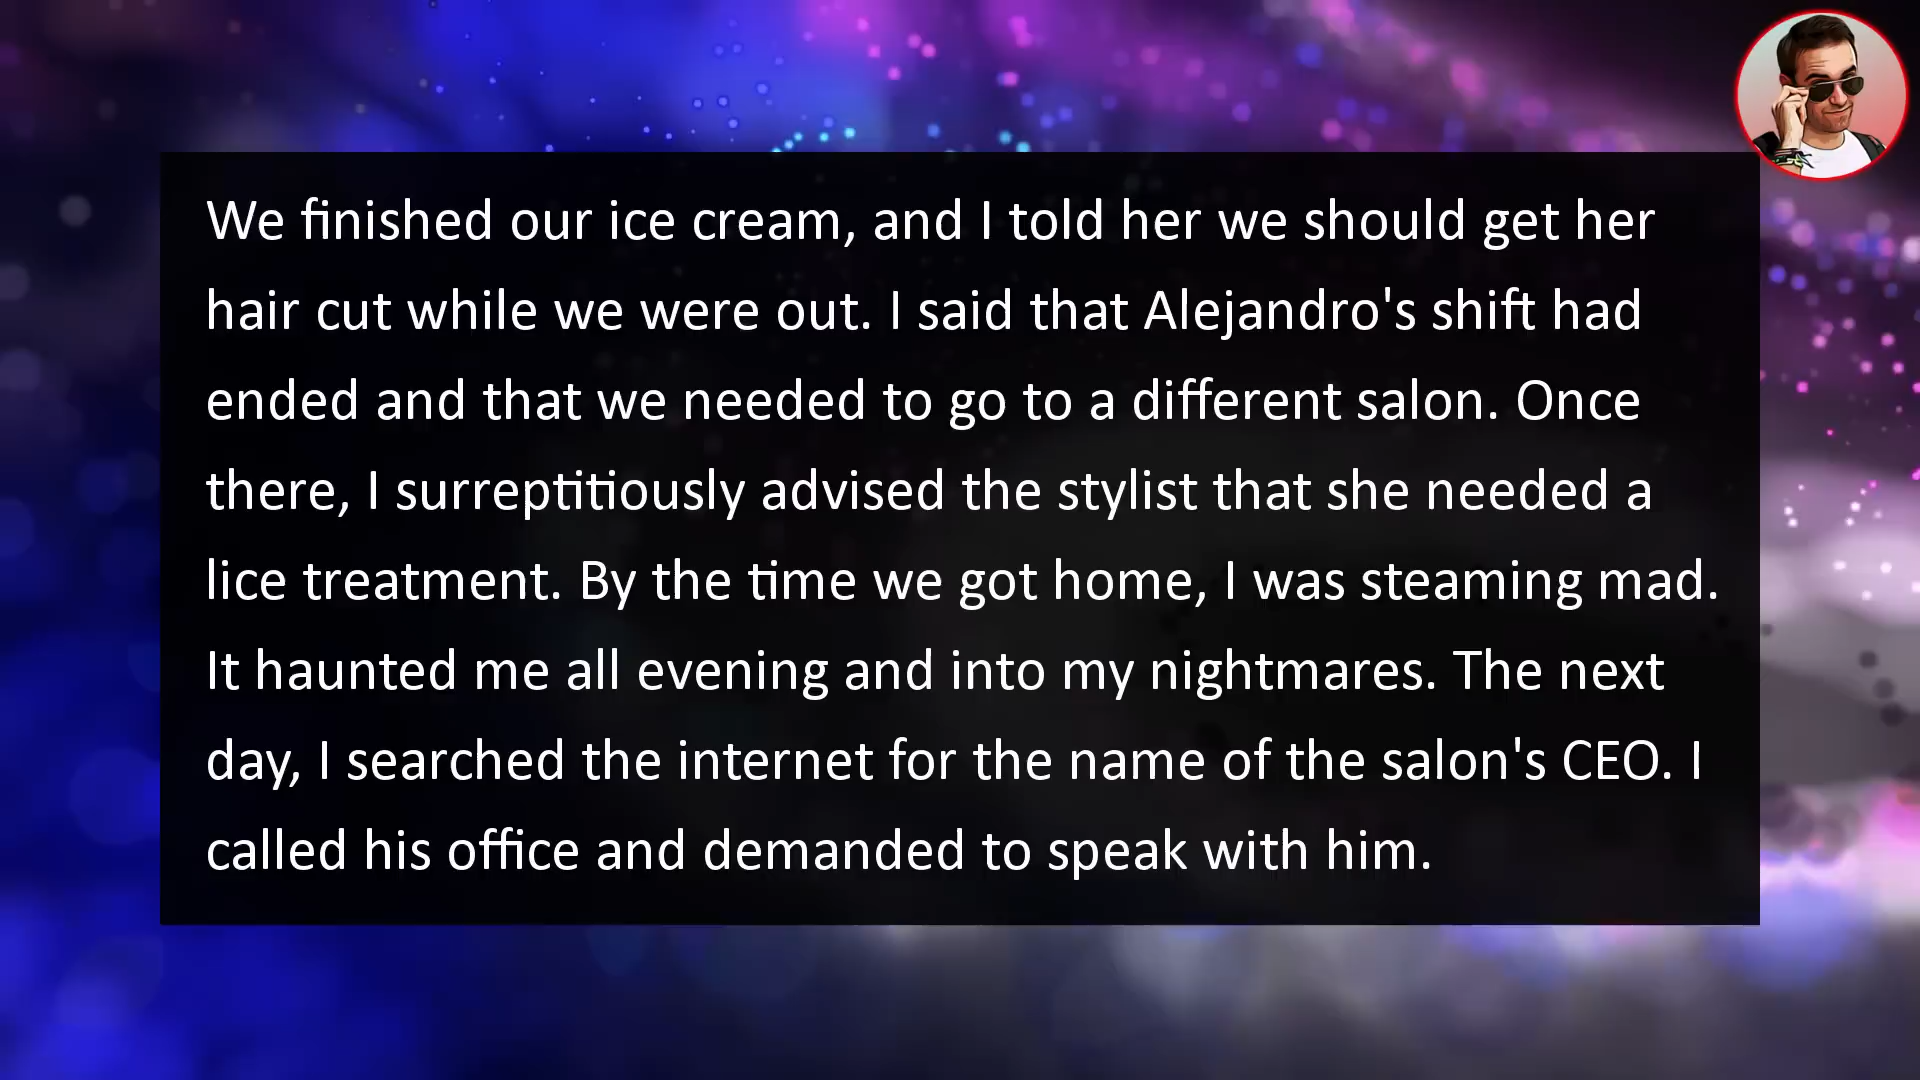 We finished our ice cream, and I told her we should get her
hair cut while we were out. I said that Alejandro's shift had
ended and that we needed to go to a different salon. Once
there, I surreptitiously advised the stylist that she needed a
lice treatment. By the time we got home, I was steaming mad.
It haunted me all evening and into my nightmares. The next
day, I searched the internet for the name of the salon's CEO. I
called his office and demanded to speak with him.